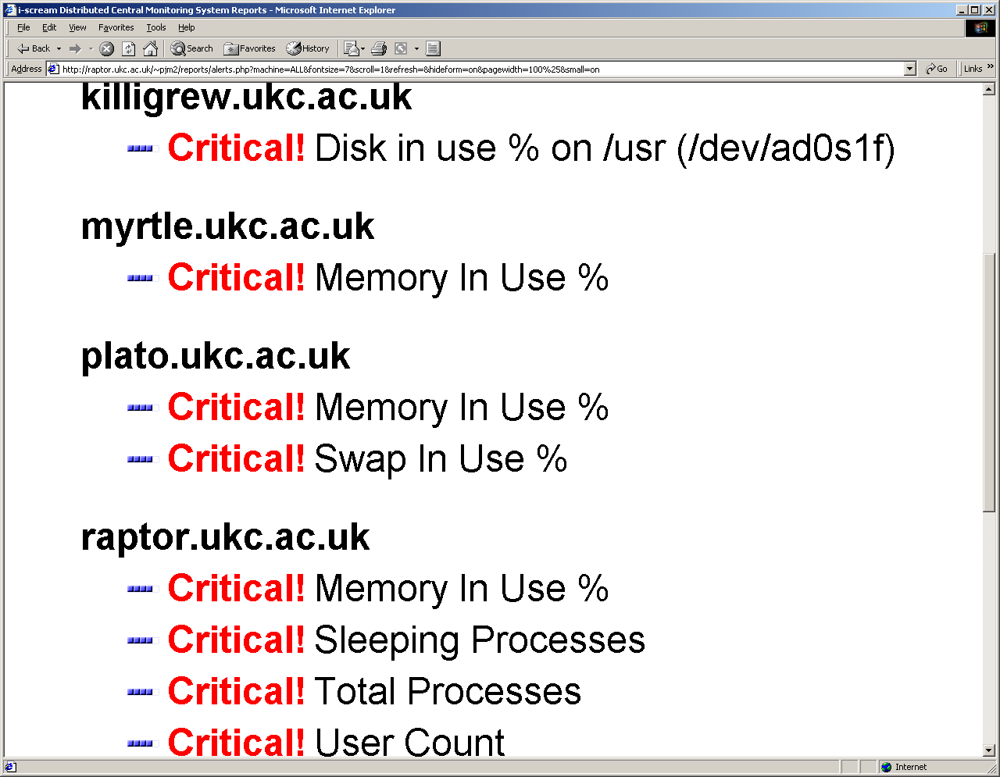 i-scream Distributed Central Monitoring System Reports - Microsoft Internet Explorer
File Edit View Favorites Tools Help
Back Search Favorites History
Address http://raptor.ukc.ac.uk/~pjm2/reports/alerts.php?machine=ALL&fontsize=7&scroll=1&refresh=&hideform=on&pagewidth=100%25&small=on Go Links »
killigrew.ukc.ac.uk
Critical! Disk in use % on /usr (/dev/ad0s1f)
myrtle.ukc.ac.uk
Critical! Memory In Use %
plato.ukc.ac.uk
Critical! Memory In Use %
Critical! Swap In Use %
raptor.ukc.ac.uk
Critical! Memory In Use %
Critical! Sleeping Processes
Critical! Total Processes
Critical! User Count
Internet